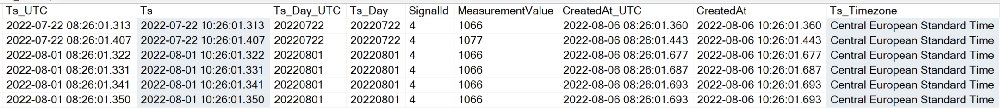 Ts_UTC Ts Ts_Day_UTC Ts_Day SignalId MeasurementValue CreatedAt_UTC CreatedAt Ts_Timezone
2022-07-22 08:26:01.313 2022-07-22 10:26:01.313 20220722 20220722 4 1066 2022-08-06 08:26:01.360 2022-08-06 10:26:01.360 Central European Standard Time
2022-07-22 08:26:01.407 2022-07-22 10:26:01.407 20220722 20220722 4 1077 2022-08-06 08:26:01.443 2022-08-06 10:26:01.443 Central European Standard Time
2022-08-01 08:26:01.322 2022-08-01 10:26:01.322 20220801 20220801 4 1066 2022-08-06 08:26:01.677 2022-08-06 10:26:01.677 Central European Standard Time
2022-08-01 08:26:01.331 2022-08-01 10:26:01.331 20220801 20220801 4 1066 2022-08-06 08:26:01.687 2022-08-06 10:26:01.687 Central European Standard Time
2022-08-01 08:26:01.341 2022-08-01 10:26:01.341 20220801 20220801 4 1066 2022-08-06 08:26:01.693 2022-08-06 10:26:01.693 Central European Standard Time
2022-08-01 08:26:01.350 2022-08-01 10:26:01.350 20220801 20220801 4 1066 2022-08-06 08:26:01.693 2022-08-06 10:26:01.693 Central European Standard Time